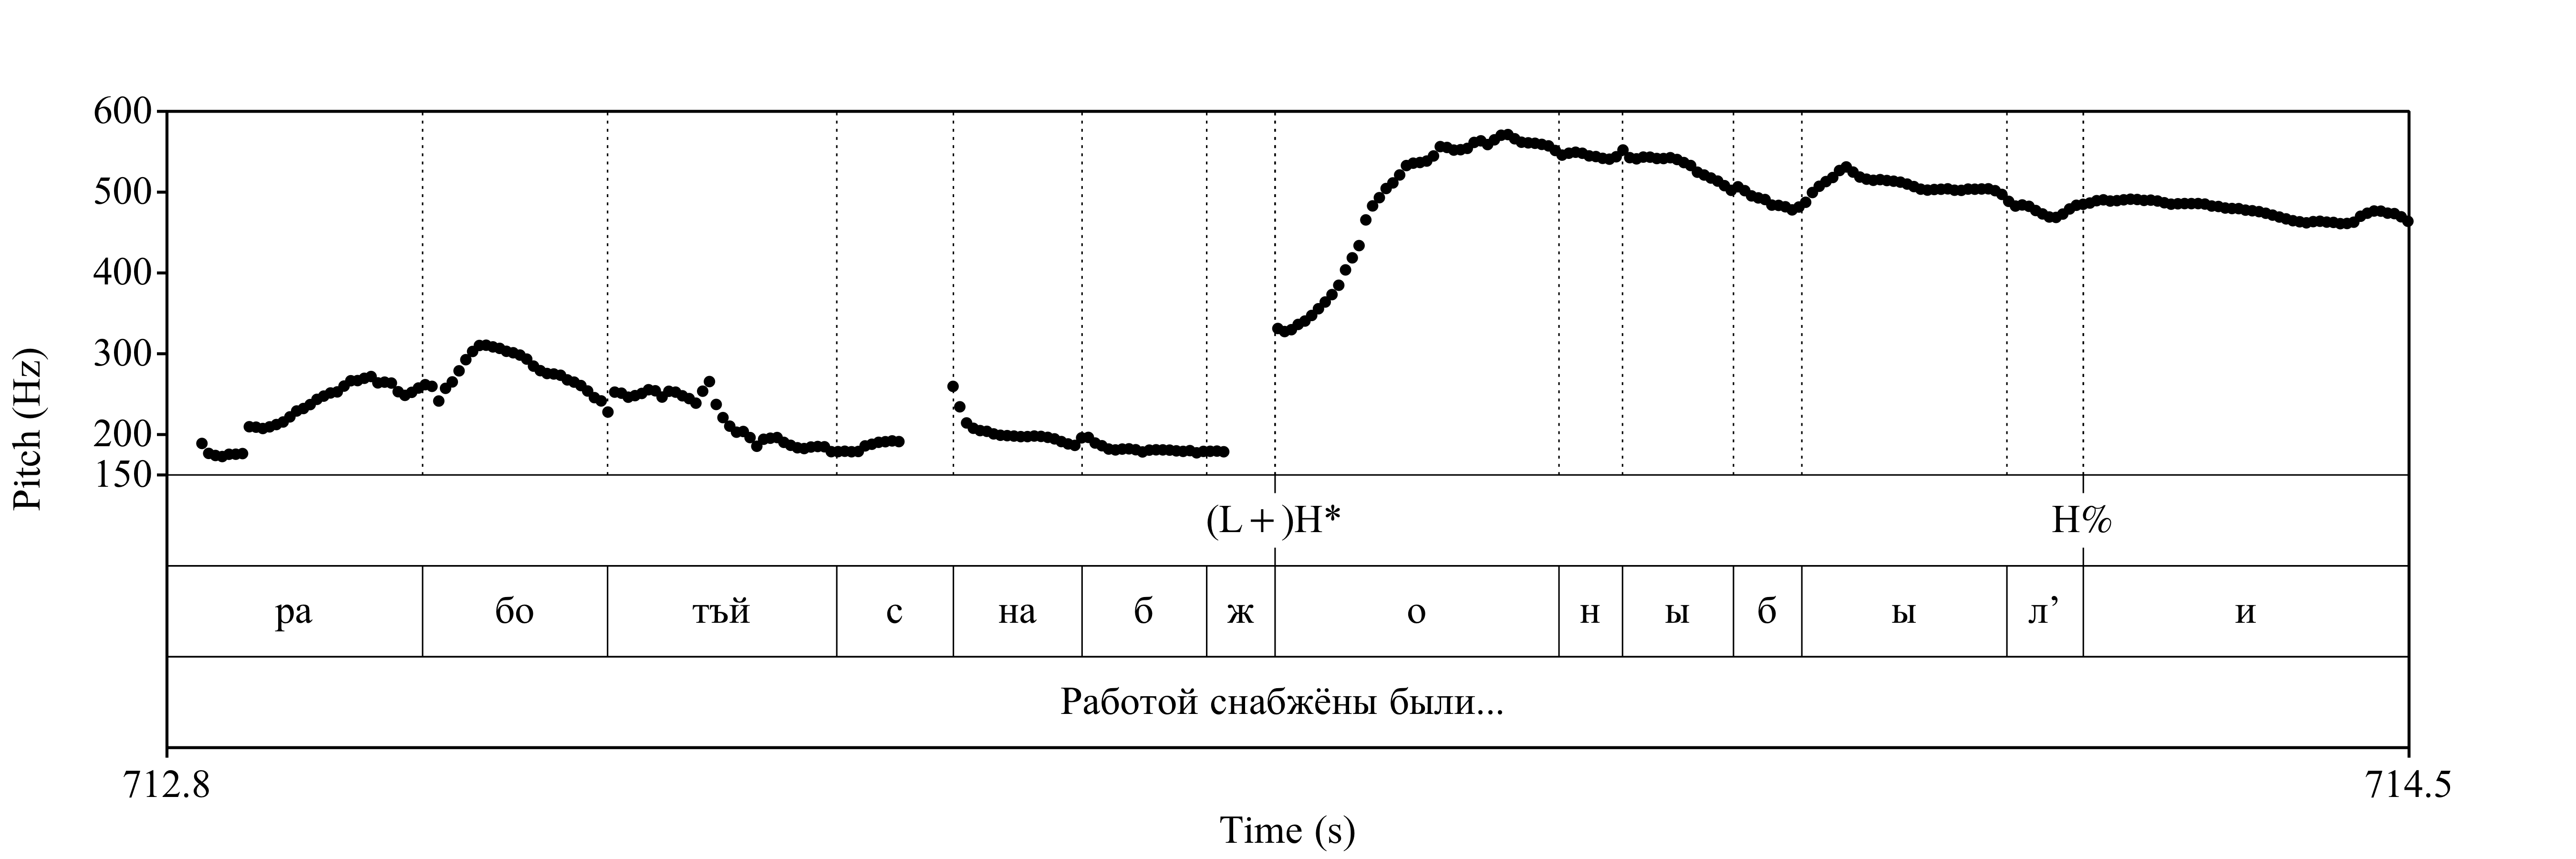 600
500
400
300
200
150
Pitch (Hz)
(L+)H* H%
ра бо тъй с на б ж о н ы б ы л’ и
Работой снабжёны были...
712.8 714.5
Time (s)